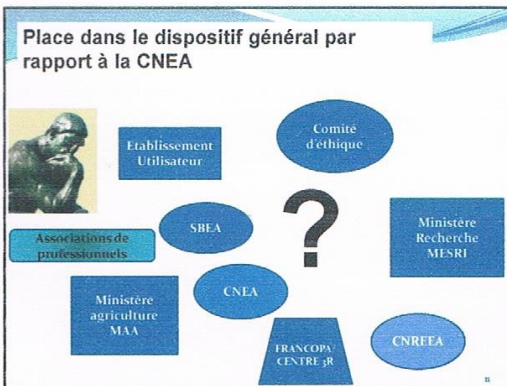 Place dans le dispositif général par
rapport à la CNEA
Comité
d'éthique
Etablissement
Utilisateur
?
SBEA
Ministère
Recherche
MESRI
Associations de
professionnels
CNEA
Ministère
agriculture
MAA
FRANCOPA/
CENTRE 3R
CNREEA